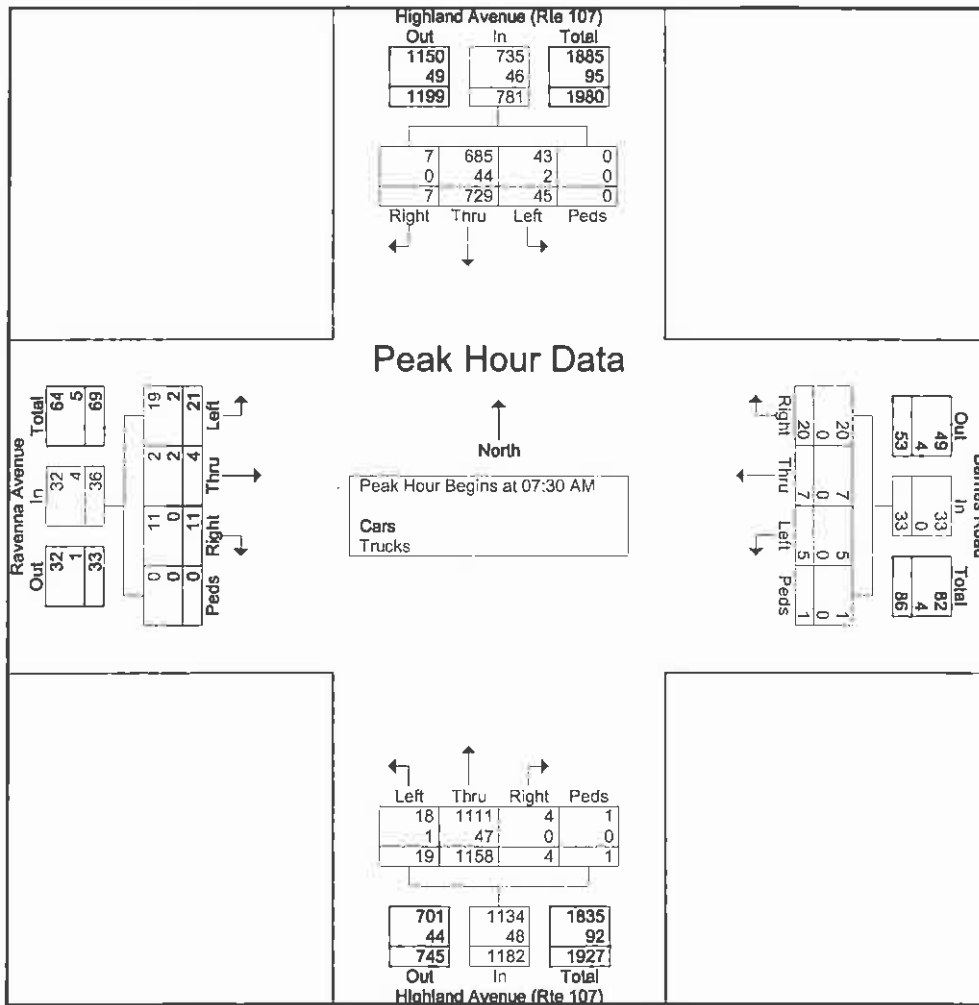 Highland Avenue (Rte 107)
Out In Total
1150 735 1885
49 46 95
1199 781 1980
7 685 43 0
0 44 2 0
7 729 45 0
Right Thru Left Peds
Peak Hour Data
North
Peak Hour Begins at 07:30 AM
Cars
Trucks
Ravenna Avenue
Total In Out
64 32 32
5 4 1
69 36 33
19 2 11 0
2 2 0 0
21 4 11 0
Left Thru Right Peds
Right Thru Left Peds
20 7 5 1
0 0 0 0
20 7 5 1
Out In Total
49 33 82
4 0 4
53 33 86
Road
Left Thru Right Peds
18 1111 4 1
1 47 0 0
19 1158 4 1
701 1134 1835
44 48 92
745 1182 1927
Out In Total
Highland Avenue (Rte 107)